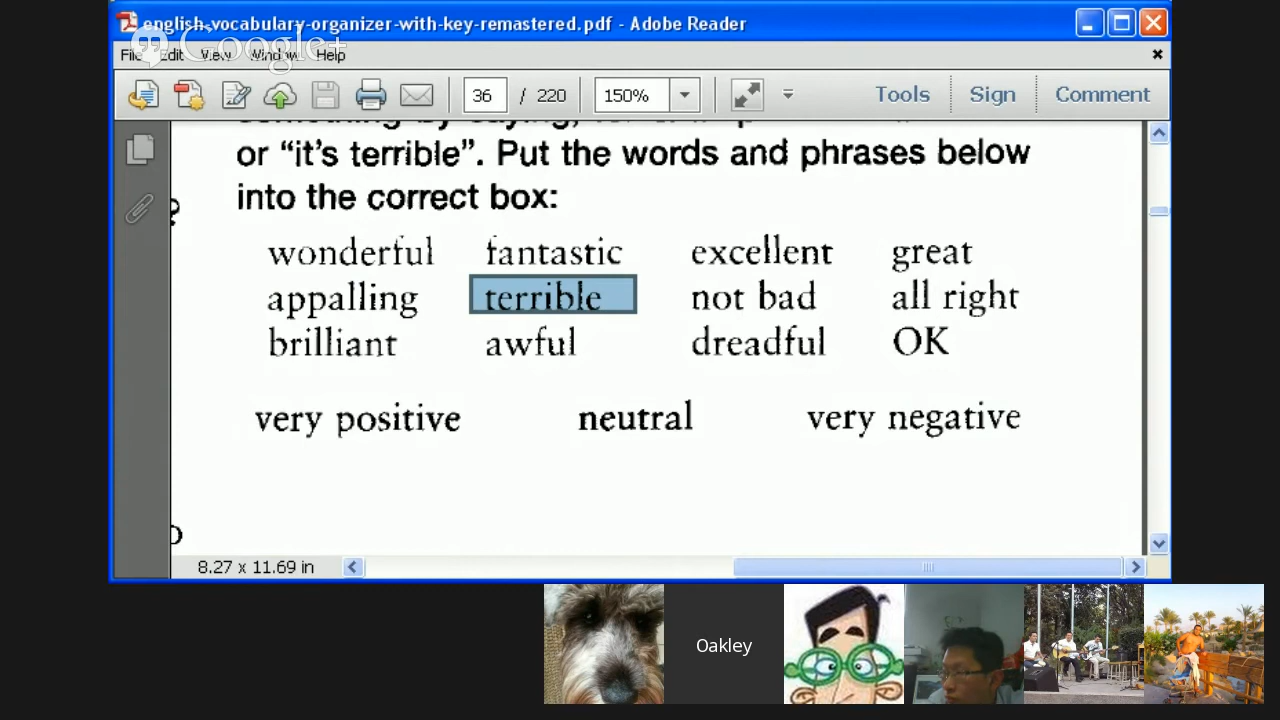 english-vocabulary-organizer-with-key-remastered.pdf - Adobe Reader
Google+
File Edit View Window Help
36 / 220 150% Tools Sign Comment
or “it's terrible”. Put the words and phrases below
into the correct box:
wonderful fantastic excellent great
appalling terrible not bad all right
brilliant awful dreadful OK
very positive neutral very negative
8.27 x 11.69 in
Oakley